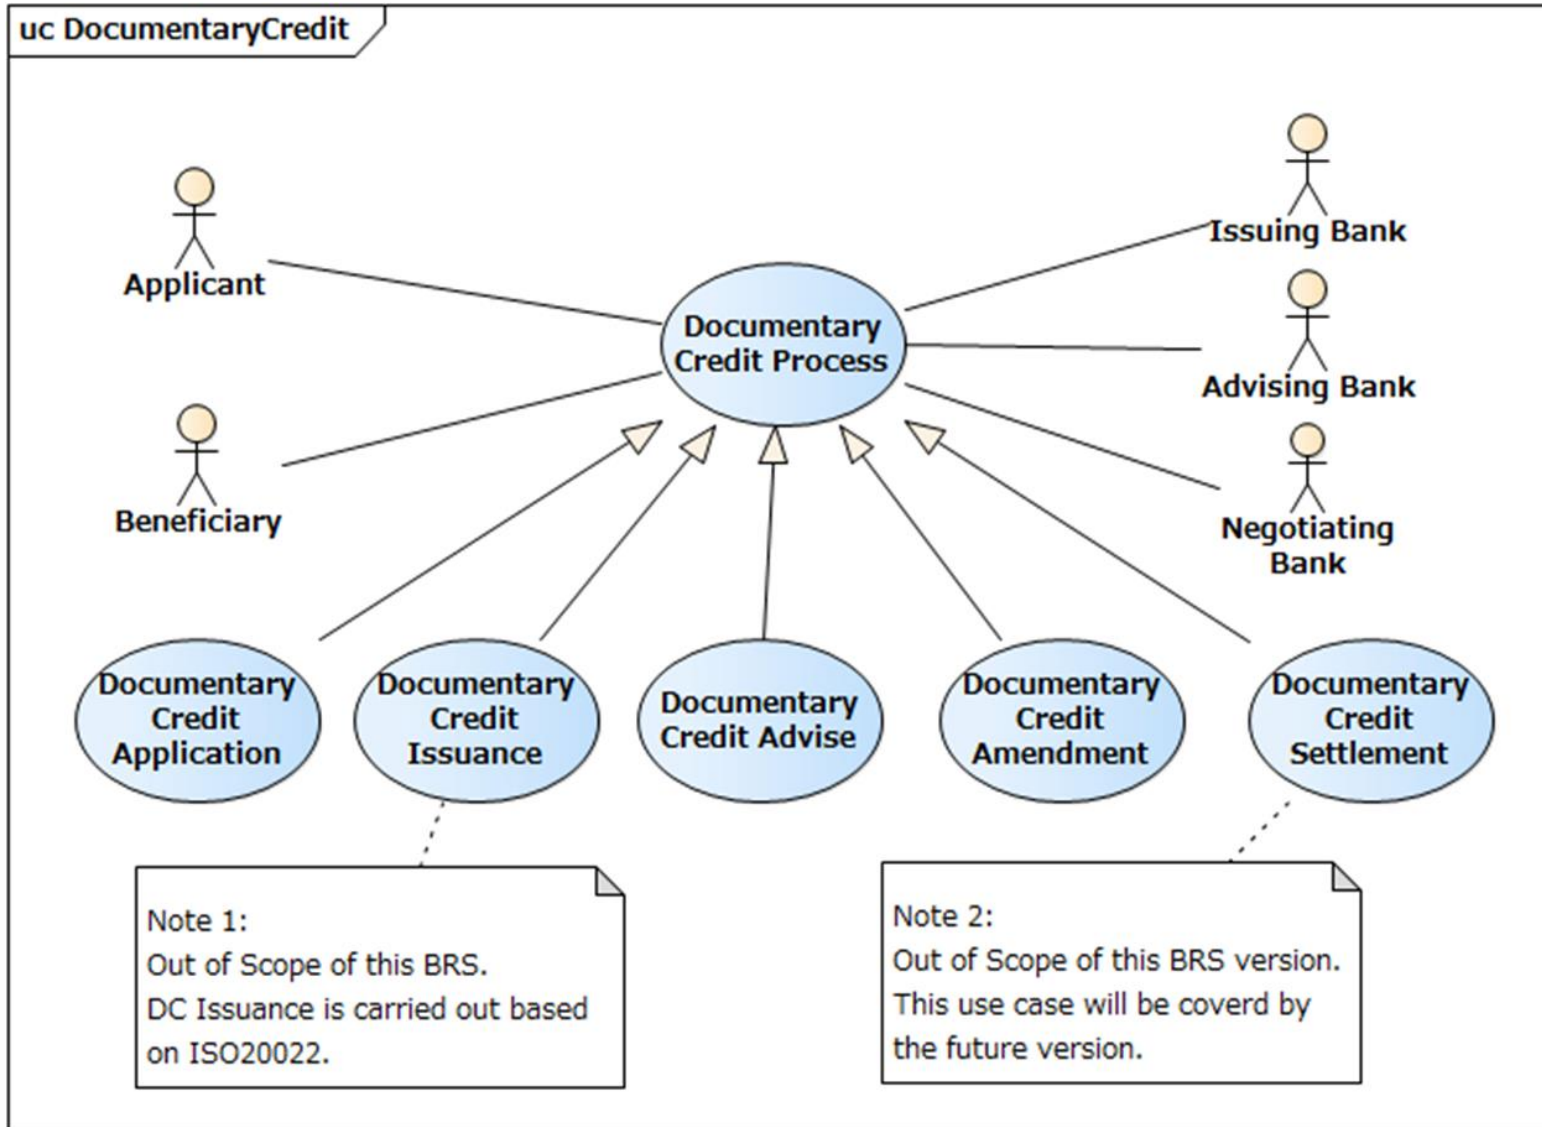 uc DocumentaryCredit
Applicant
Issuing Bank
Documentary
Credit Process
Advising Bank
Beneficiary
Negotiating
Bank
Documentary
Credit
Application
Documentary
Credit
Issuance
Documentary
Credit Advise
Documentary
Credit
Amendment
Documentary
Credit
Settlement
Note 1:
Out of Scope of this BRS.
DC Issuance is carried out based
on ISO20022.
Note 2:
Out of Scope of this BRS version.
This use case will be coverd by
the future version.